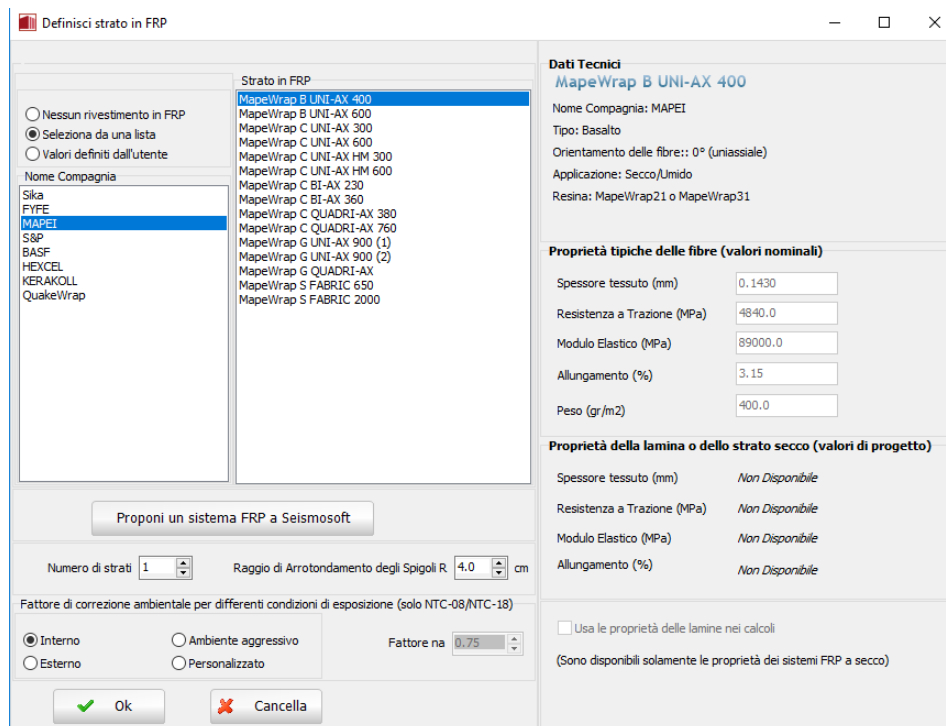 Definisci strato in FRP
Nessun rivestimento in FRP
Seleziona da una lista
Valori definiti dall'utente
Nome Compagnia
Sika
FYFE
MAPEI
S&P
BASF
HEXCEL
KERAKOLL
QuakeWrap
Strato in FRP
MapeWrap B UNI-AX 400
MapeWrap B UNI-AX 600
MapeWrap C UNI-AX 300
MapeWrap C UNI-AX 600
MapeWrap C UNI-AX HM 300
MapeWrap C UNI-AX HM 600
MapeWrap C BI-AX 230
MapeWrap C BI-AX 360
MapeWrap C QUADRI-AX 380
MapeWrap C QUADRI-AX 760
MapeWrap G UNI-AX 900 (1)
MapeWrap G UNI-AX 900 (2)
MapeWrap G QUADRI-AX
MapeWrap S FABRIC 650
MapeWrap S FABRIC 2000
Proponi un sistema FRP a Seismosoft
Numero di strati 1 Raggio di Arrotondamento degli Spigoli R 4.0 cm
Fattore di correzione ambientale per differenti condizioni di esposizione (solo NTC-08/NTC-18)
Interno Ambiente aggressivo Fattore na 0.75
Esterno Personalizzato
Ok Cancella
Dati Tecnici
MapeWrap B UNI-AX 400
Nome Compagnia: MAPEI
Tipo: Basalto
Orientamento delle fibre:: 0° (uniassiale)
Applicazione: Secco/Umido
Resina: MapeWrap21 o MapeWrap31
Proprietà tipiche delle fibre (valori nominali)
Spessore tessuto (mm) 0.1430
Resistenza a Trazione (MPa) 4840.0
Modulo Elastico (MPa) 89000.0
Allungamento (%) 3.15
Peso (gr/m2) 400.0
Proprietà della lamina o dello strato secco (valori di progetto)
Spessore tessuto (mm) Non Disponibile
Resistenza a Trazione (MPa) Non Disponibile
Modulo Elastico (MPa) Non Disponibile
Allungamento (%) Non Disponibile
Usa le proprietà delle lamine nei calcoli
(Sono disponibili solamente le proprietà dei sistemi FRP a secco)